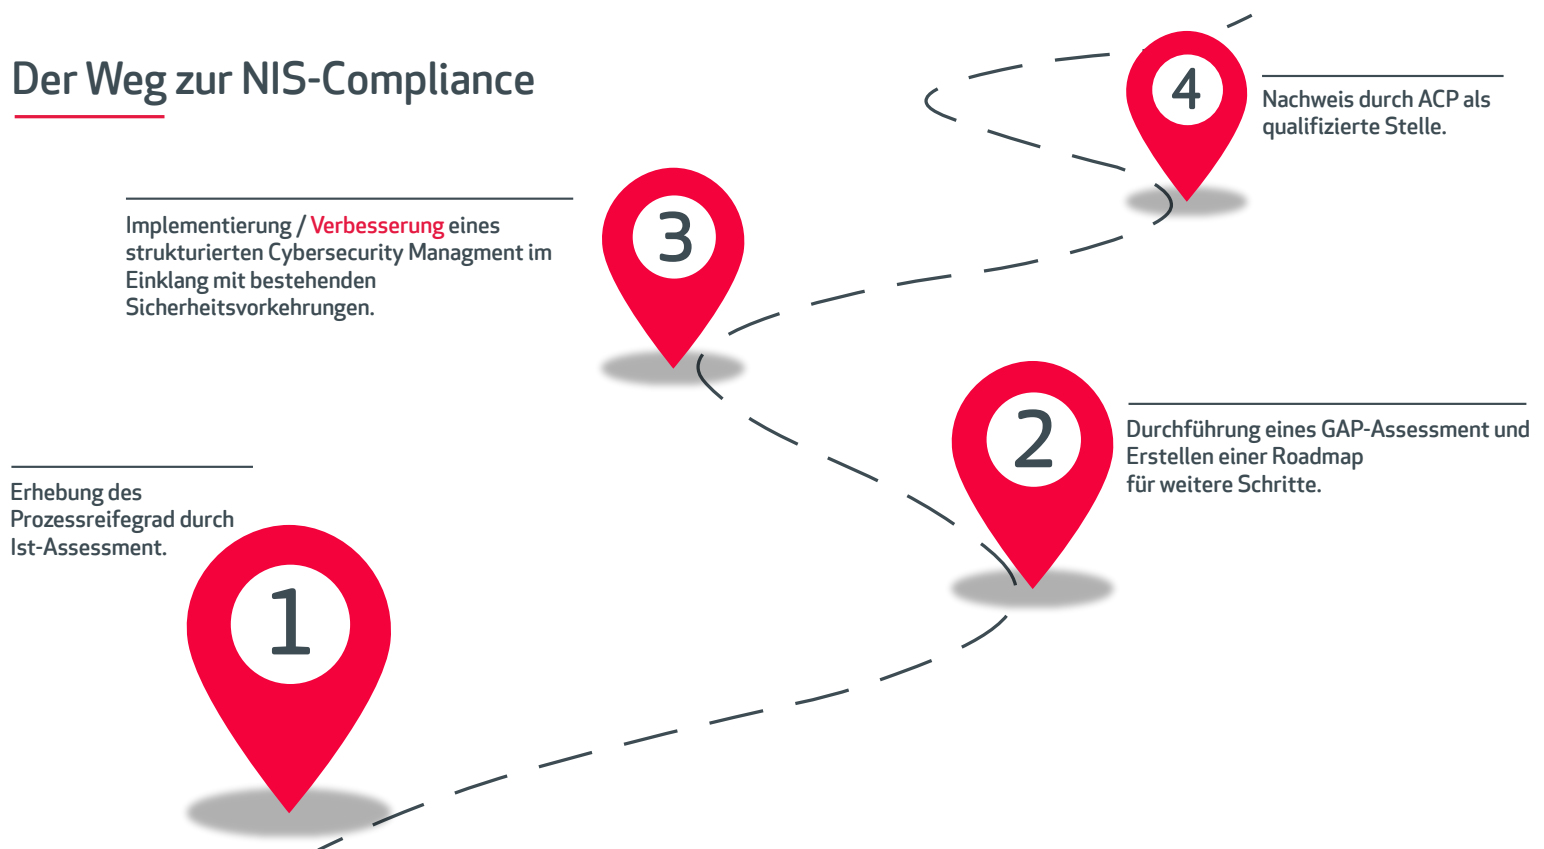 Der Weg zur NIS-Compliance
4
Nachweis durch ACP als
qualifizierte Stelle.
3
Implementierung / Verbesserung eines
strukturierten Cybersecurity Managment im
Einklang mit bestehenden
Sicherheitsvorkehrungen.
2
Durchführung eines GAP-Assessment und
Erstellen einer Roadmap
für weitere Schritte.
Erhebung des
Prozessreifegrad durch
Ist-Assessment.
1